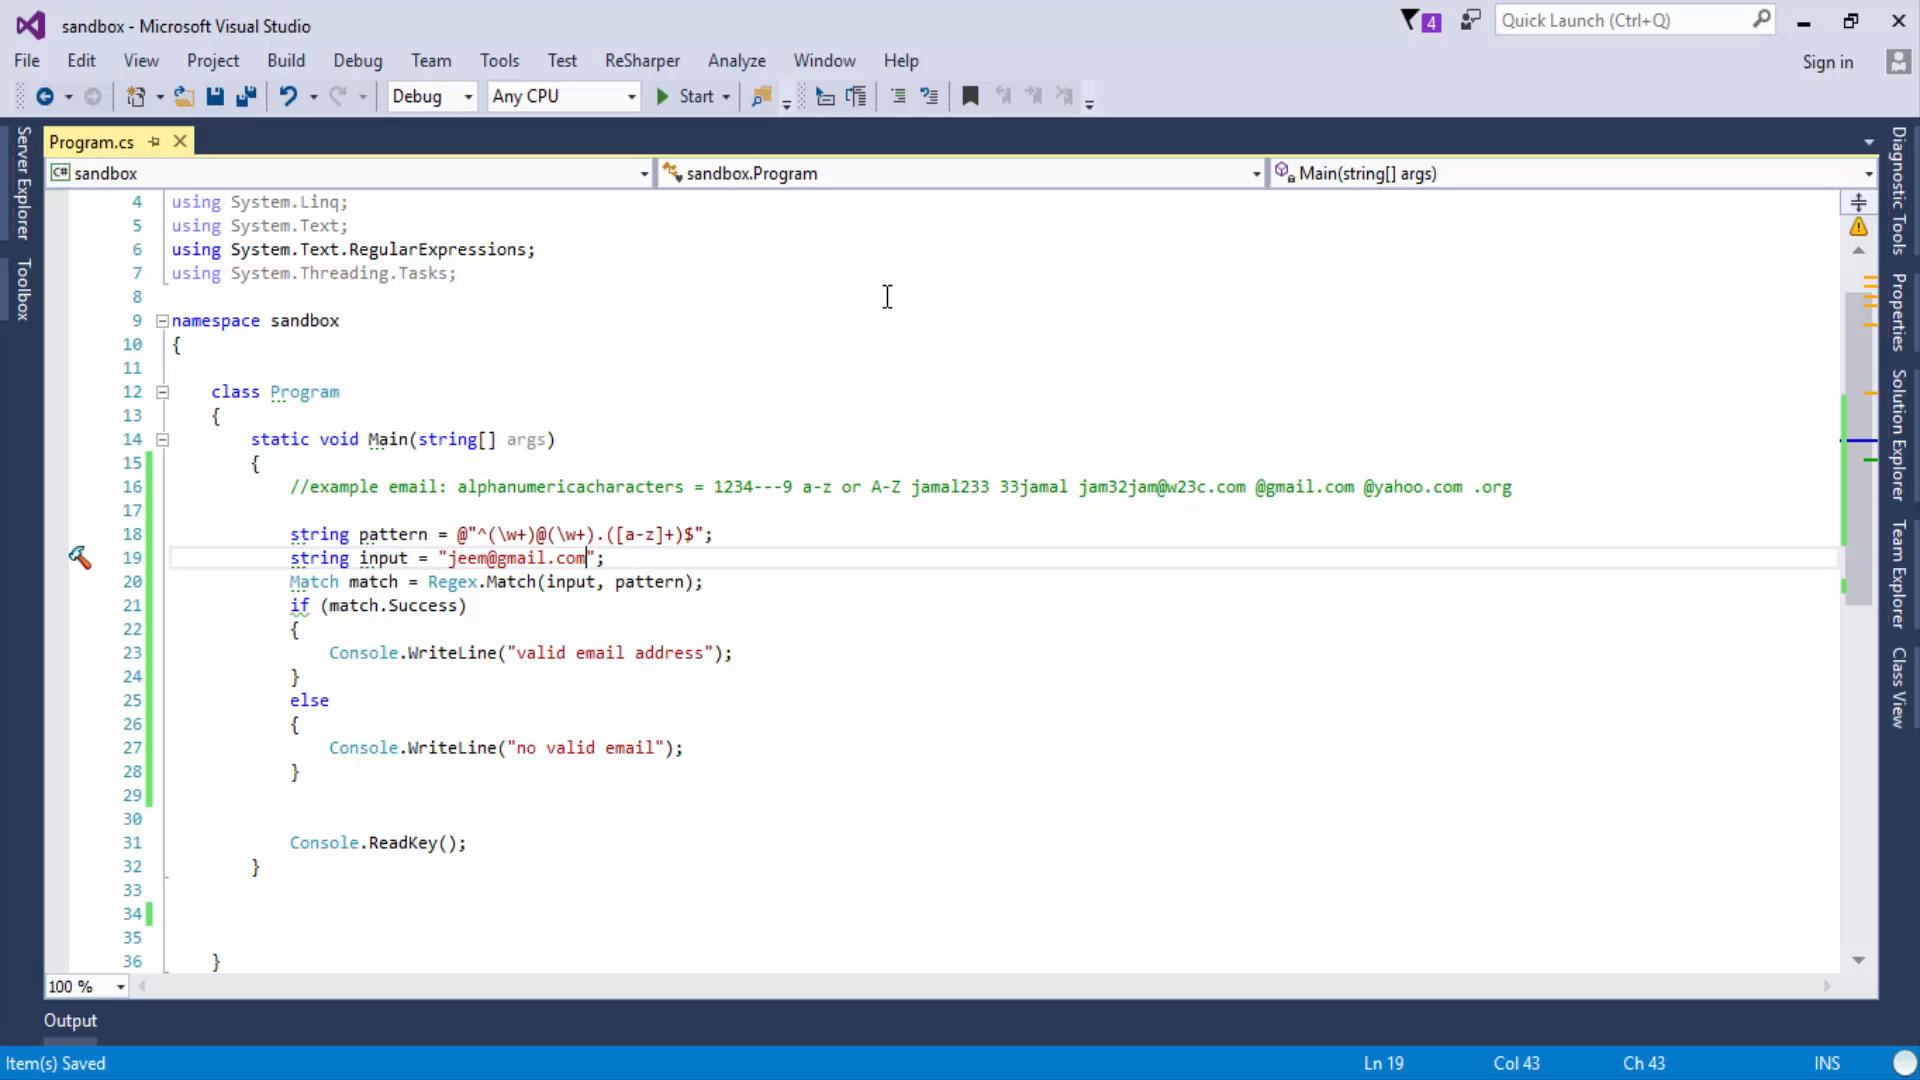 sandbox - Microsoft Visual Studio
4
Quick Launch (Ctrl+Q)
File Edit View Project Build Debug Team Tools Test ReSharper Analyze Window Help
Sign in
Debug Any CPU Start
Server Explorer
Toolbox
Program.cs
C# sandbox
sandbox.Program
Main(string[] args)
4 using System.Linq;
5 using System.Text;
6 using System.Text.RegularExpressions;
7 using System.Threading.Tasks;
8
9 namespace sandbox
10 {
11
12 class Program
13 {
14 static void Main(string[] args)
15 {
16 //example email: alphanumericacharacters = 1234---9 a-z or A-Z jamal233 33jamal jam32jam@w23c.com @gmail.com @yahoo.com .org
17
18 string pattern = @"^(\w+)@(\w+).([a-z]+)$";
19 string input = "jeem@gmail.com";
20 Match match = Regex.Match(input, pattern);
21 if (match.Success)
22 {
23 Console.WriteLine("valid email address");
24 }
25 else
26 {
27 Console.WriteLine("no valid email");
28 }
29
30
31 Console.ReadKey();
32 }
33
34
35
36 }
Diagnostic Tools
Properties
Solution Explorer
Team Explorer
Class View
100 %
Output
Item(s) Saved
Ln 19 Col 43 Ch 43 INS